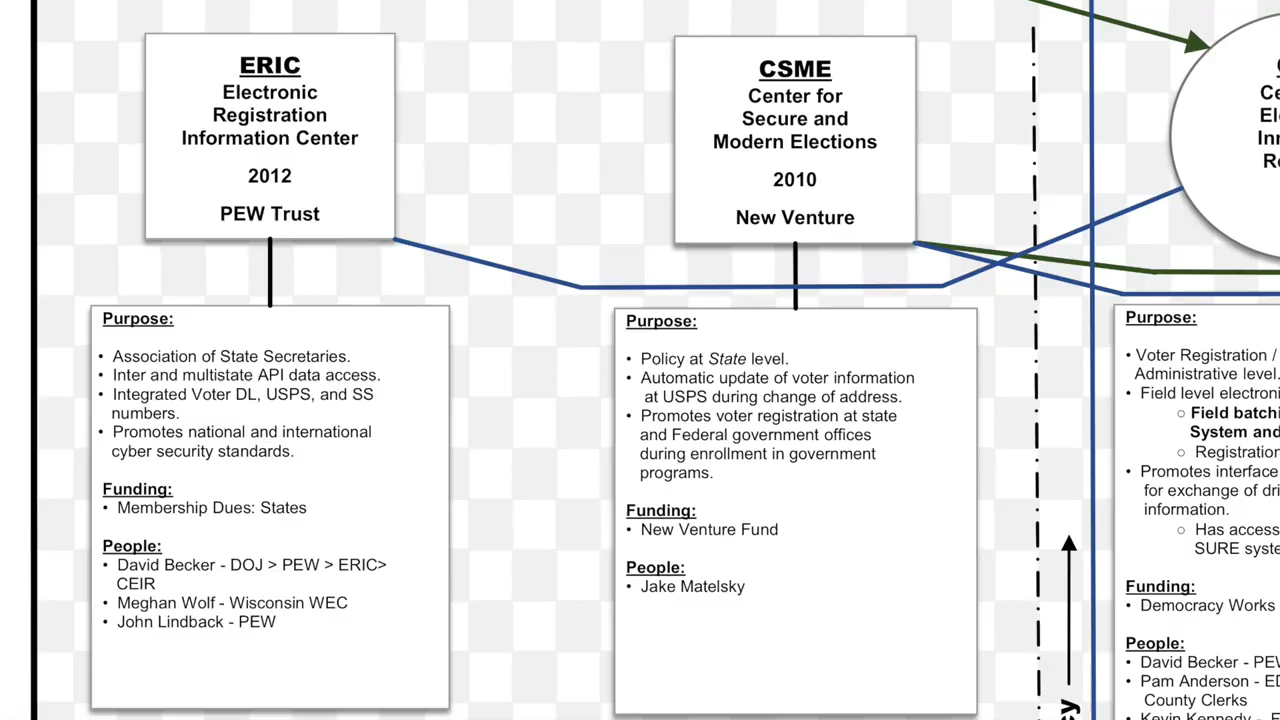 ERIC
Electronic
Registration
Information Center
2012
PEW Trust
Purpose:
• Association of State Secretaries.
• Inter and multistate API data access.
• Integrated Voter DL, USPS, and SS
numbers.
• Promotes national and international
cyber security standards.
Funding:
• Membership Dues: States
People:
• David Becker - DOJ > PEW > ERIC>
CEIR
• Meghan Wolf - Wisconsin WEC
• John Lindback - PEW
CSME
Center for
Secure and
Modern Elections
2010
New Venture
Purpose:
• Policy at State level.
• Automatic update of voter information
at USPS during change of address.
• Promotes voter registration at state
and Federal government offices
during enrollment in government
programs.
Funding:
• New Venture Fund
People:
• Jake Matelsky
Purpose:
• Voter Registration /
Administrative level.
• Field level electroni
○ Field batchi
System and
○ Registration
• Promotes interface
for exchange of dri
information.
○ Has access
SURE syste
Funding:
• Democracy Works
People:
• David Becker - PEW
• Pam Anderson - ED
County Clerks
• Kevin Kennedy - E